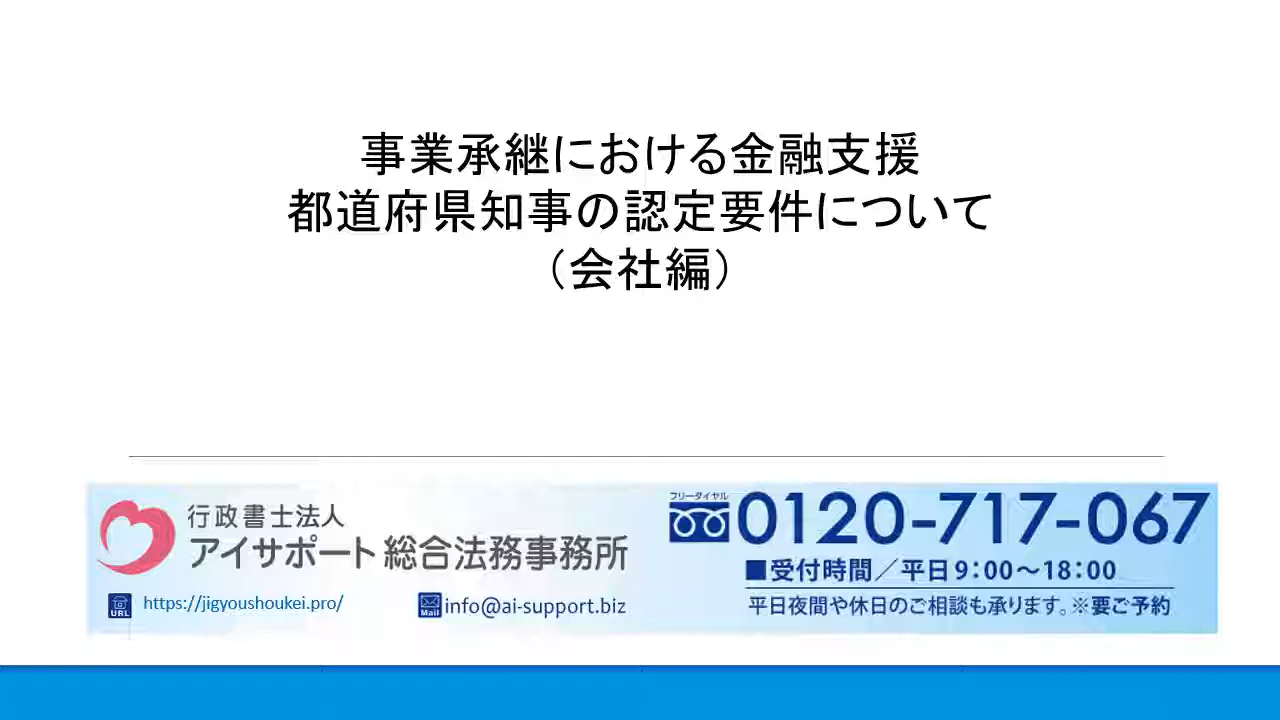 事業承継における金融支援
都道府県知事の認定要件について
（会社編）
行政書士法人
アイサポート 総合法務事務所
URL https://jigyoushoukei.pro/
Mail info@ai-support.biz
フリーダイヤル
0120-717-067
■受付時間／平日9：00～18：00
平日夜間や休日のご相談も承ります。※要ご予約